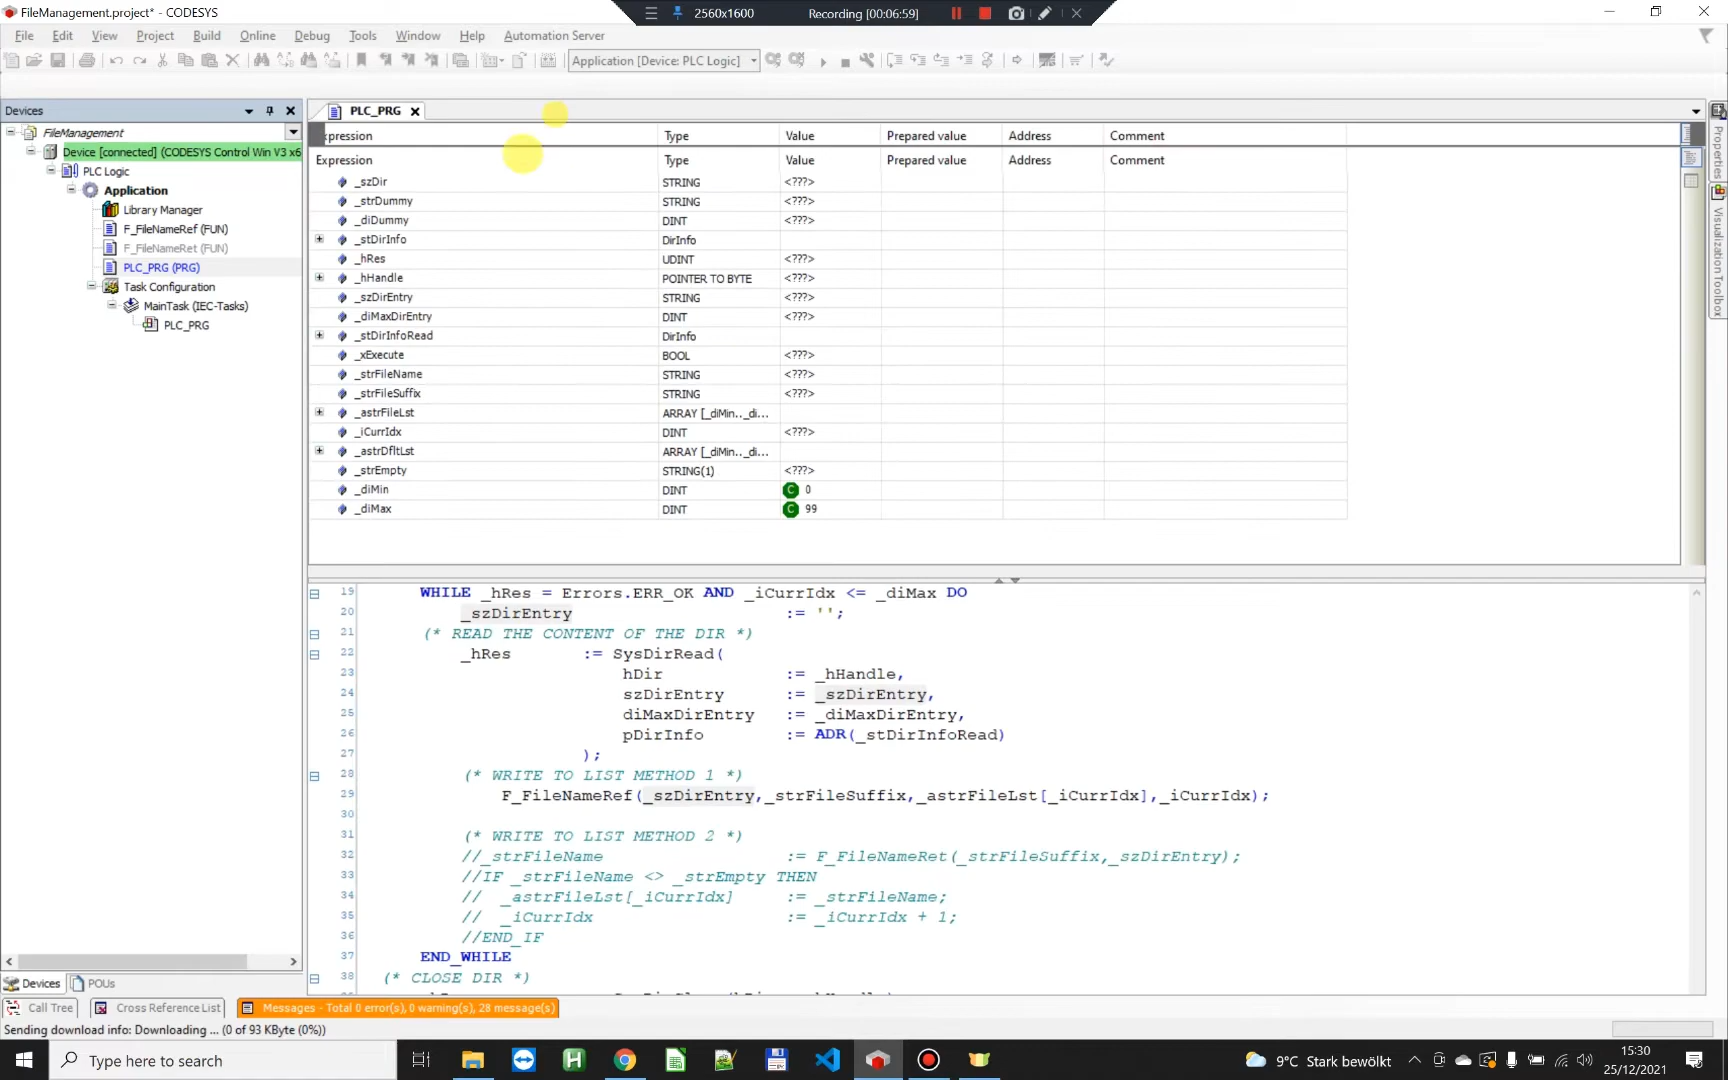 FileManagement.project* - CODESYS
2560x1600
Recording [00:06:59]
File Edit View Project Build Online Debug Tools Window Help Automation Server
Application [Device: PLC Logic]
Devices
PLC_PRG
FileManagement
Device [connected] (CODESYS Control Win V3 x6
PLC Logic
Application
Library Manager
F_FileNameRef (FUN)
F_FileNameRet (FUN)
PLC_PRG (PRG)
Task Configuration
MainTask (IEC-Tasks)
PLC_PRG
pression Type Value Prepared value Address Comment
Expression Type Value Prepared value Address Comment
_szDir STRING <???>
_strDummy STRING <???>
_diDummy DINT <???>
_stDirInfo DirInfo
_hRes UDINT <???>
_hHandle POINTER TO BYTE <???>
_szDirEntry STRING <???>
_diMaxDirEntry DINT <???>
_stDirInfoRead DirInfo
_xExecute BOOL <???>
_strFileName STRING <???>
_strFileSuffix STRING <???>
_astrFileLst ARRAY [_diMin.._di...
_iCurrIdx DINT <???>
_astrDfltLst ARRAY [_diMin.._di...
_strEmpty STRING(1) <???>
_diMin DINT C 0
_diMax DINT C 99
19 WHILE _hRes = Errors.ERR_OK AND _iCurrIdx <= _diMax DO
20 _szDirEntry := '';
21 (* READ THE CONTENT OF THE DIR *)
22 _hRes := SysDirRead(
23 hDir := _hHandle,
24 szDirEntry := _szDirEntry,
25 diMaxDirEntry := _diMaxDirEntry,
26 pDirInfo := ADR(_stDirInfoRead)
27 );
28 (* WRITE TO LIST METHOD 1 *)
29 F_FileNameRef(_szDirEntry,_strFileSuffix,_astrFileLst[_iCurrIdx],_iCurrIdx);
30
31 (* WRITE TO LIST METHOD 2 *)
32 //_strFileName := F_FileNameRet(_strFileSuffix,_szDirEntry);
33 //IF _strFileName <> _strEmpty THEN
34 // _astrFileLst[_iCurrIdx] := _strFileName;
35 // _iCurrIdx := _iCurrIdx + 1;
36 //END_IF
37 END_WHILE
38 (* CLOSE DIR *)
Properties
Visualization Toolbox
Devices POUs
Call Tree Cross Reference List Messages - Total 0 error(s), 0 warning(s), 28 message(s)
Sending download info: Downloading ... (0 of 93 KByte (0%))
Type here to search
9°C Stark bewölkt
15:30
25/12/2021